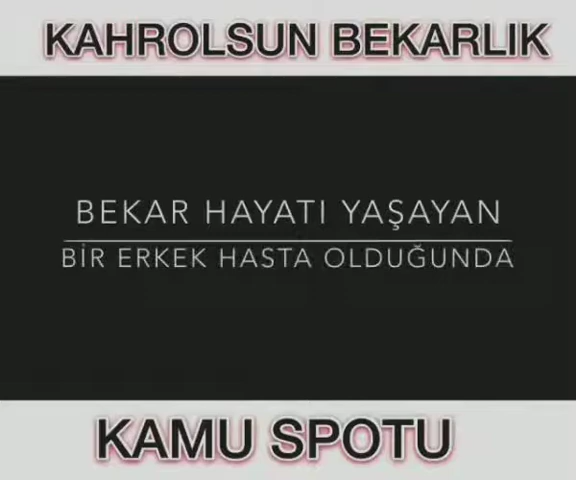 KAHROLSUN BEKARLIK
BEKAR HAYATI YAŞAYAN
BİR ERKEK HASTA OLDUĞUNDA
KAMU SPOTU